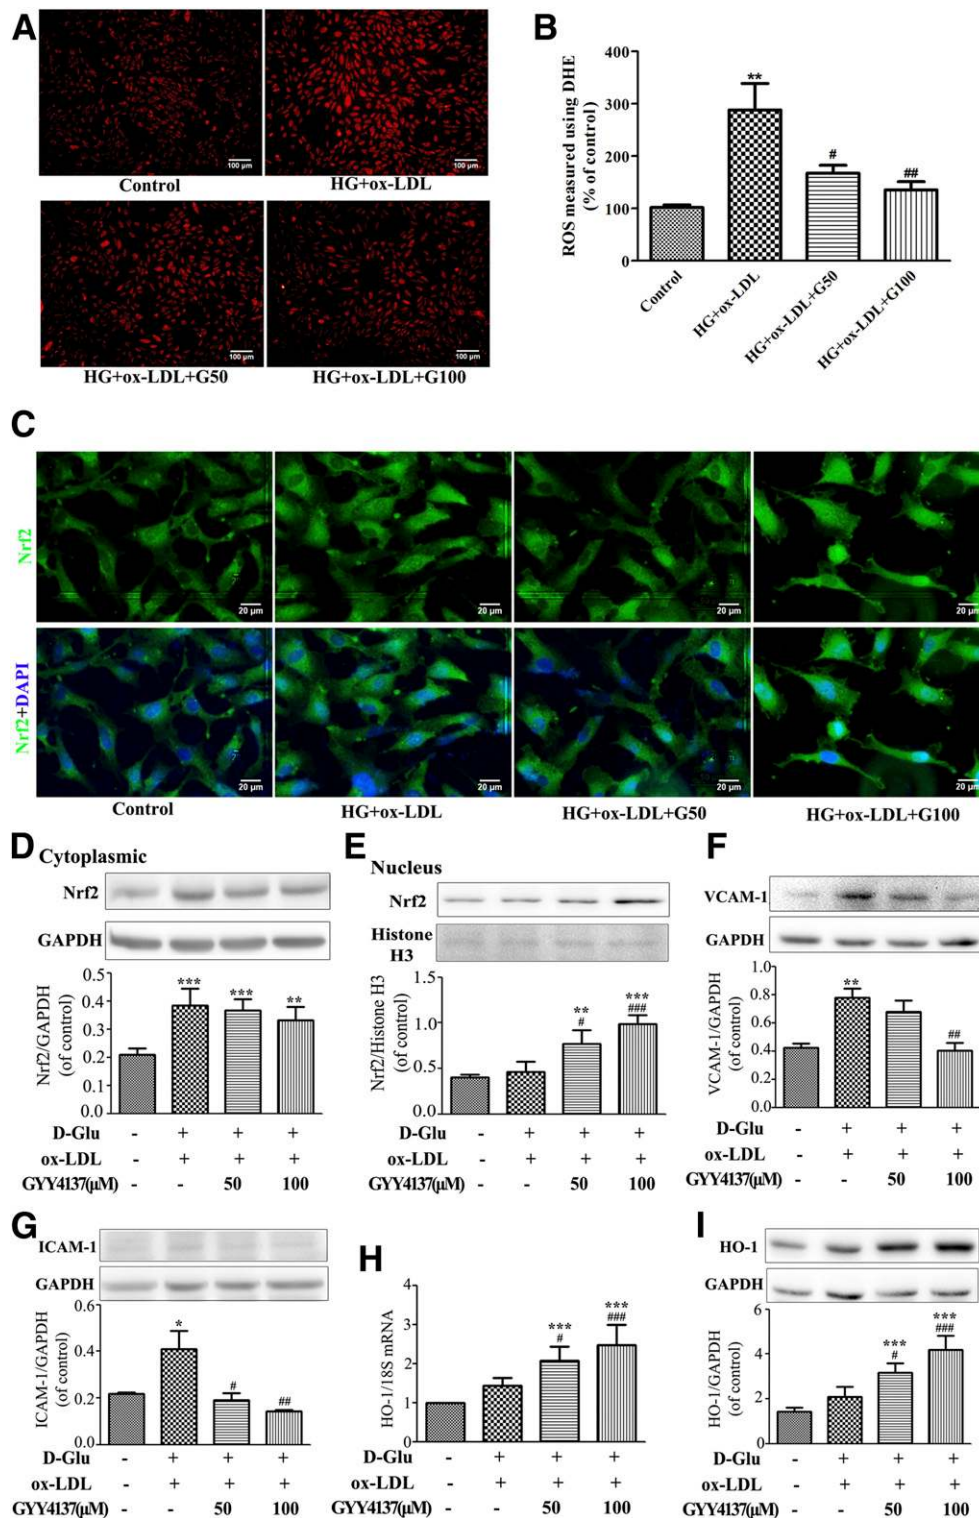 A
100 μm
100 μm
Control
HG+ox-LDL
100 μm
100 μm
HG+ox-LDL+G50
HG+ox-LDL+G100
B
ROS measured using DHE
(% of control)
400
300
200
100
0
**
#
##
Control
HG+ox-LDL
HG+ox-LDL+G50
HG+ox-LDL+G100
C
Nrf2
20 μm
20 μm
20 μm
20 μm
Nrf2+DAPI
20 μm
20 μm
20 μm
20 μm
Control
HG+ox-LDL
HG+ox-LDL+G50
HG+ox-LDL+G100
D
Cytoplasmic
Nrf2
GAPDH
Nrf2/GAPDH
(of control)
0.5
0.4
0.3
0.2
0.1
0.0
***
***
**
D-Glu - + + +
ox-LDL - + + +
GYY4137(μM) - - 50 100
E
Nucleus
Nrf2
Histone
H3
Nrf2/Histone H3
(of control)
1.5
1.0
0.5
0.0
**
#
***
###
D-Glu - + + +
ox-LDL - + + +
GYY4137(μM) - - 50 100
F
VCAM-1
GAPDH
VCAM-1/GAPDH
(of control)
1.0
0.8
0.6
0.4
0.2
0.0
**
##
D-Glu - + + +
ox-LDL - + + +
GYY4137(μM) - - 50 100
G
ICAM-1
GAPDH
ICAM-1/GAPDH
(of control)
0.6
0.4
0.2
0.0
*
#
##
D-Glu - + + +
ox-LDL - + + +
GYY4137(μM) - - 50 100
H
HO-1/18S mRNA
4
3
2
1
0
***
#
***
###
D-Glu - + + +
ox-LDL - + + +
GYY4137(μM) - - 50 100
I
HO-1
GAPDH
HO-1/GAPDH
(of control)
6
4
2
0
***
#
***
###
D-Glu - + + +
ox-LDL - + + +
GYY4137(μM) - - 50 100